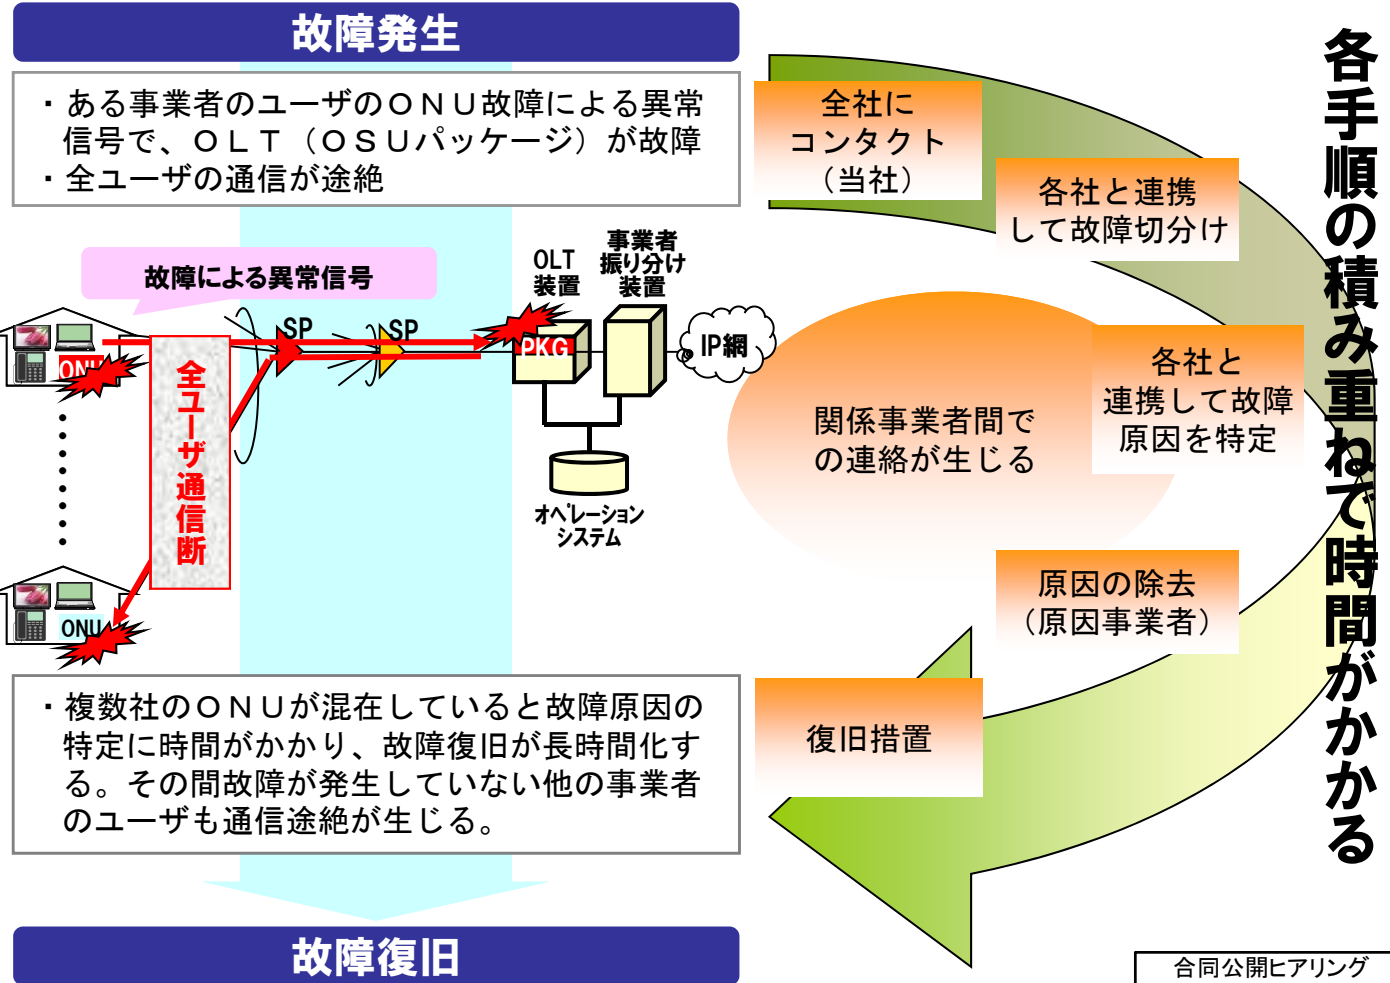 故障発生
・ある事業者のユーザのＯＮＵ故障による異常
信号で、ＯＬＴ（ＯＳＵパッケージ）が故障
・全ユーザの通信が途絶
故障による異常信号
OLT
装置
事業者
振り分け
装置
SP
SP
PKG
IP網
ONU
全ユーザ通信断
オペレーション
システム
ONU
・複数社のＯＮＵが混在していると故障原因の
特定に時間がかかり、故障復旧が長時間化す
る。その間故障が発生していない他の事業者
のユーザも通信途絶が生じる。
故障復旧
全社に
コンタクト
（当社）
各社と連携
して故障切分け
各社と
連携して故障
原因を特定
関係事業者間で
の連絡が生じる
原因の除去
（原因事業者）
復旧措置
各手順の積み重ねで時間がかかる
合同公開ヒアリング